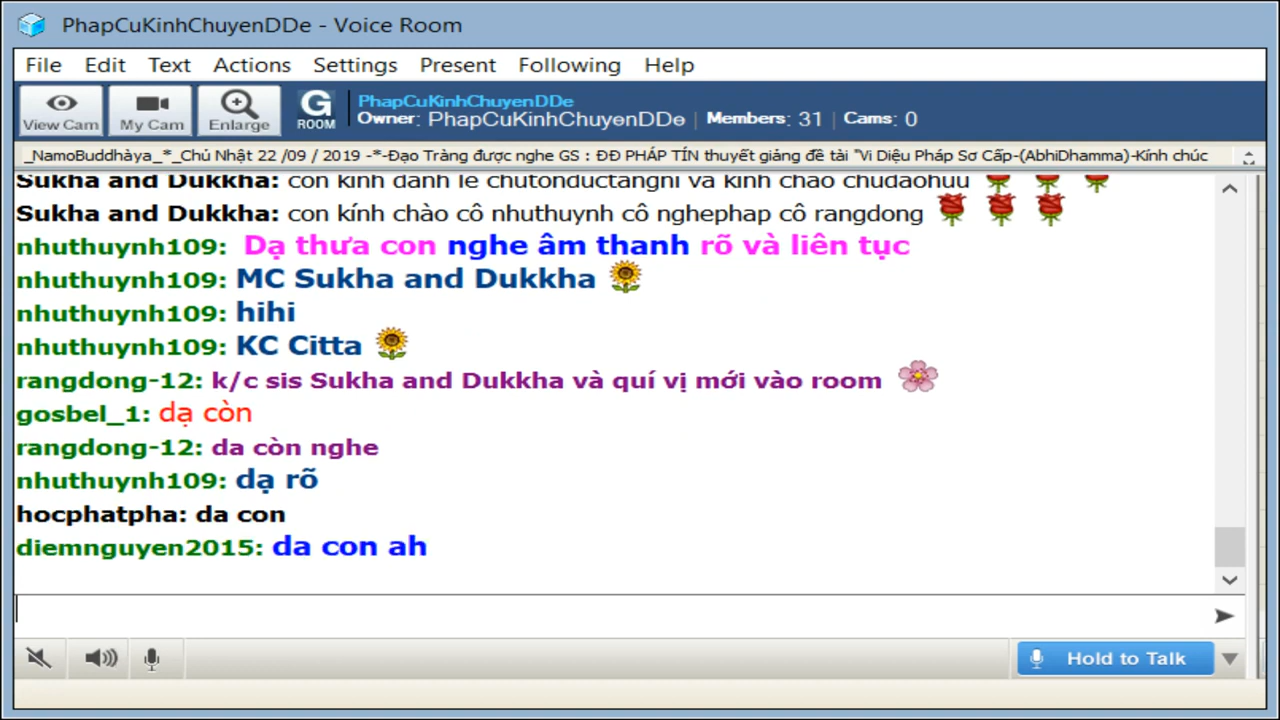 PhapCuKinhChuyenDDe - Voice Room
File Edit Text Actions Settings Present Following Help
View Cam My Cam Enlarge G ROOM
PhapCuKinhChuyenDDe
Owner: PhapCuKinhChuyenDDe | Members: 31 | Cams: 0
_NamoBuddhàya_*_Chủ Nhật 22 /09 / 2019 -*-Đạo Tràng được nghe GS : ĐĐ PHÁP TÍN thuyết giảng đề tài "Vi Diệu Pháp Sơ Cấp-(AbhiDhamma)-Kính chúc
Sukha and Dukkha: con kính đảnh lễ chutonductangni và kính chào chudaohuu
Sukha and Dukkha: con kính chào cô nhuthuynh cô nghephap cô rangdong
nhuthuynh109: Dạ thưa con nghe âm thanh rõ và liên tục
nhuthuynh109: MC Sukha and Dukkha
nhuthuynh109: hihi
nhuthuynh109: KC Citta
rangdong-12: k/c sis Sukha and Dukkha và quí vị mới vào room
gosbel_1: dạ còn
rangdong-12: da còn nghe
nhuthuynh109: dạ rõ
hocphatpha: da con
diemnguyen2015: da con ah
Hold to Talk